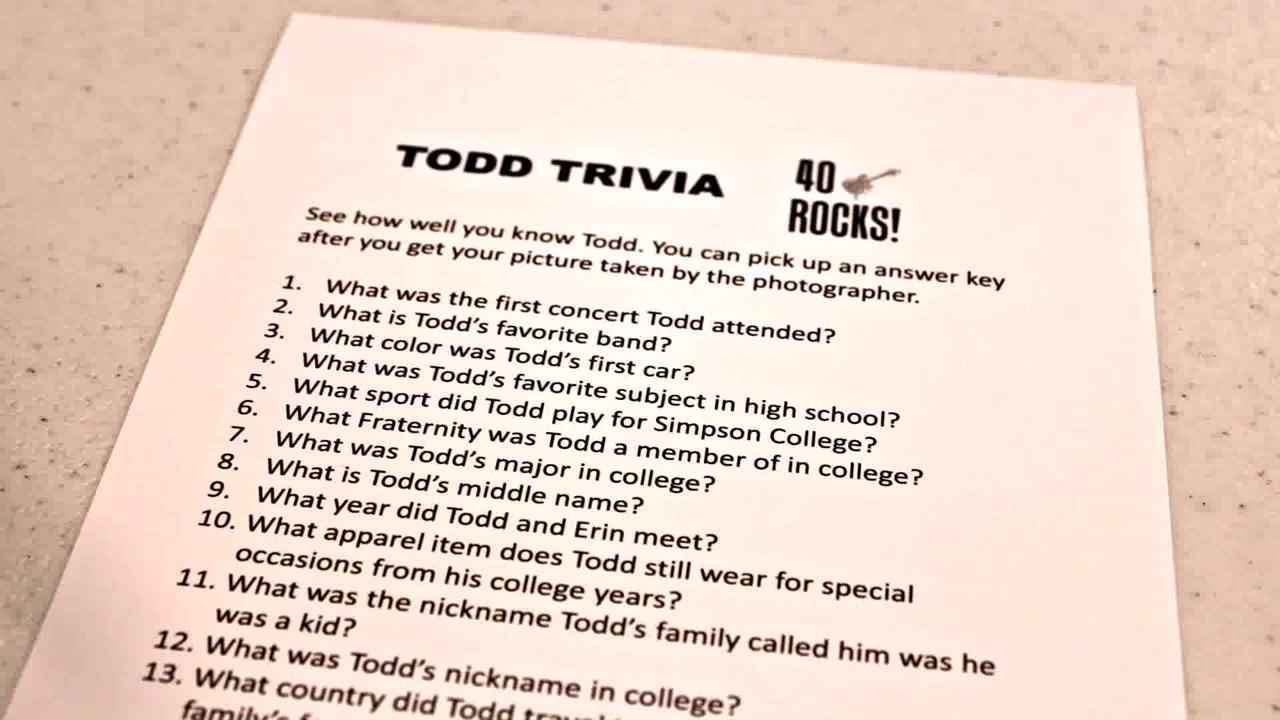 TODD TRIVIA
40
ROCKS!
See how well you know Todd. You can pick up an answer key
after you get your picture taken by the photographer.
1. What was the first concert Todd attended?
2. What is Todd's favorite band?
3. What color was Todd's first car?
4. What was Todd's favorite subject in high school?
5. What sport did Todd play for Simpson College?
6. What Fraternity was Todd a member of in college?
7. What was Todd's major in college?
8. What is Todd's middle name?
9. What year did Todd and Erin meet?
10. What apparel item does Todd still wear for special
occasions from his college years?
11. What was the nickname Todd's family called him was he
was a kid?
12. What was Todd's nickname in college?
13. What country did Todd
family's